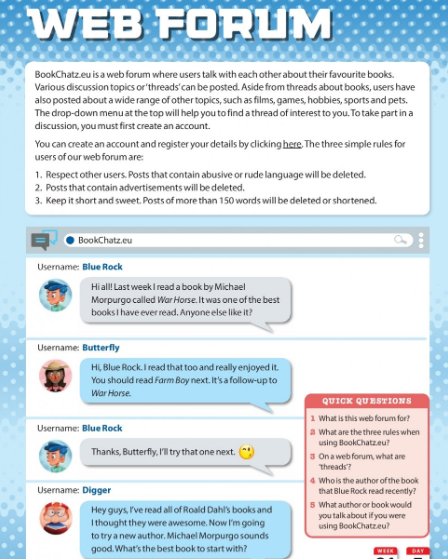 WEB FORUM
BookChatz.eu is a web forum where users talk with each other about their favourite books.
Various discussion topics or 'threads' can be posted. Aside from threads about books, users have
also posted about a wide range of other topics, such as films, games, hobbies, sports and pets.
The drop-down menu at the top will help you to find a thread of interest to you. To take part in a
discussion, you must first create an account.
You can create an account and register your details by clicking here. The three simple rules for
users of our web forum are:
1. Respect other users. Posts that contain abusive or rude language will be deleted.
2. Posts that contain advertisements will be deleted.
3. Keep it short and sweet. Posts of more than 150 words will be deleted or shortened.
BookChatz.eu
Username: Blue Rock
Hi all! Last week I read a book by Michael
Morpurgo called War Horse. It was one of the best
books I have ever read. Anyone else like it?
Username: Butterfly
Hi, Blue Rock. I read that too and really enjoyed it.
You should read Farm Boy next. It's a follow-up to
War Horse.
Username: Blue Rock
Thanks, Butterfly, I'll try that one next.
Username: Digger
Hey guys, I've read all of Roald Dahl's books and
I thought they were awesome. Now I'm going
to try a new author. Michael Morpurgo sounds
good. What's the best book to start with?
QUICK QUESTIONS
1 What is this web forum for?
2 What are the three rules when
using BookChatz.eu?
3 On a web forum, what are
'threads'?
4 Who is the author of the book
that Blue Rock read recently?
5 What author or book would
you talk about if you were
using BookChatz.eu?
WEEK DAY